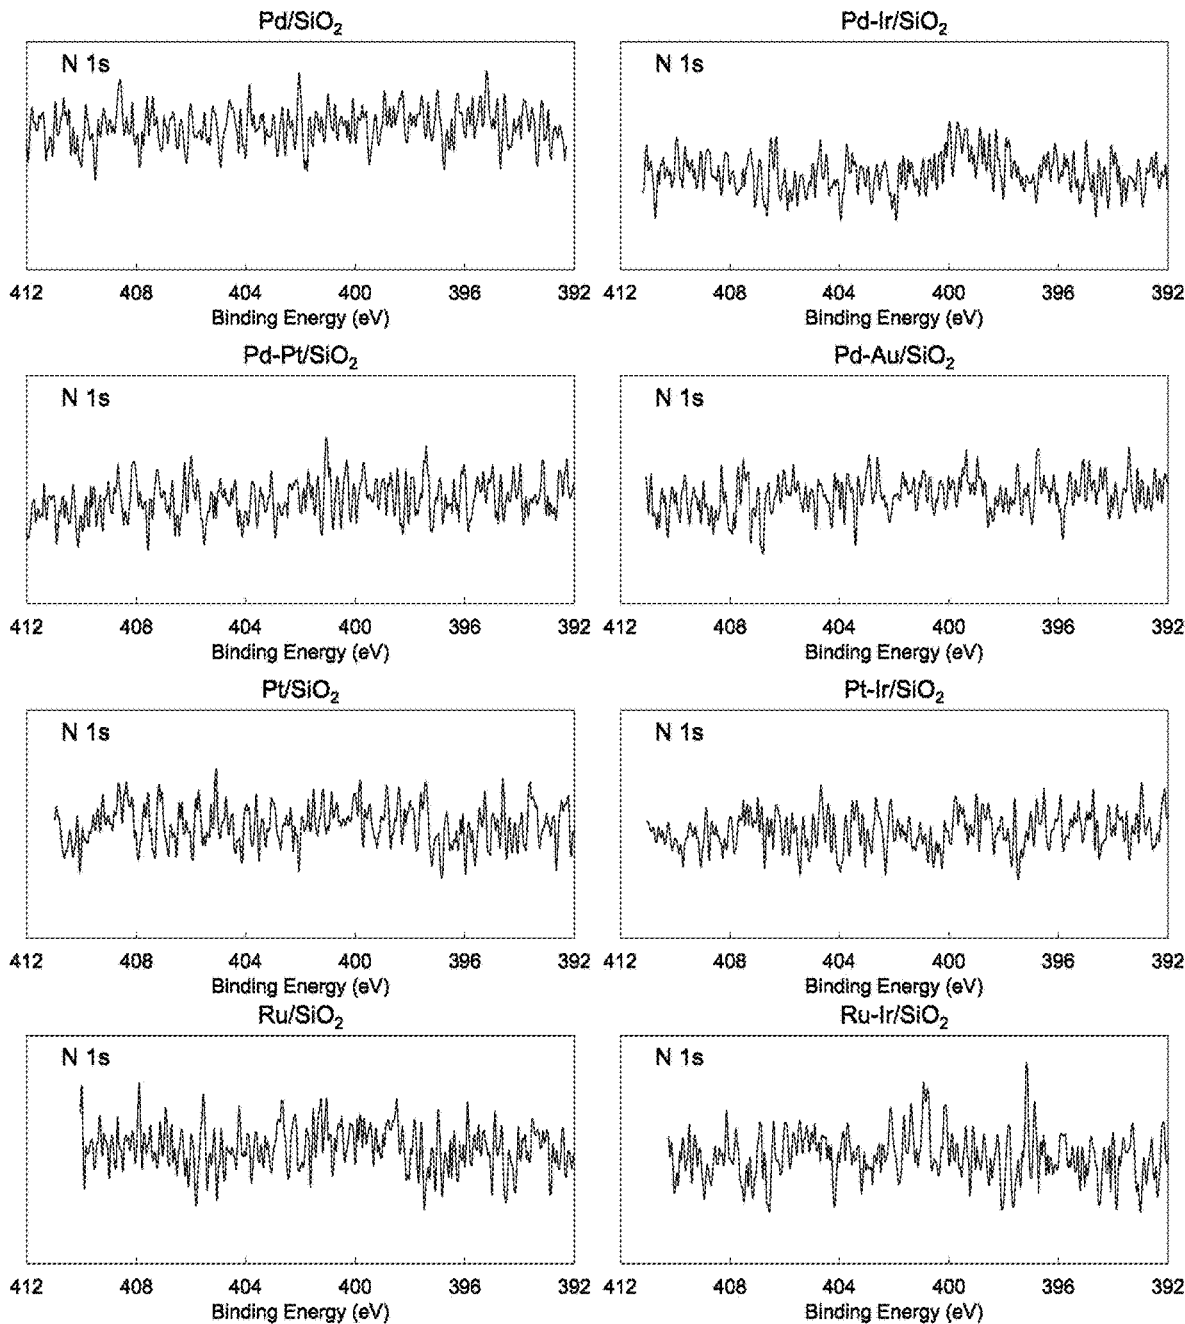 Pd/SiO₂
N 1s
412 408 404 400 396 392
Binding Energy (eV)
Pd-Ir/SiO₂
N 1s
412 408 404 400 396 392
Binding Energy (eV)
Pd-Pt/SiO₂
N 1s
412 408 404 400 396 392
Binding Energy (eV)
Pd-Au/SiO₂
N 1s
412 408 404 400 396 392
Binding Energy (eV)
Pt/SiO₂
N 1s
412 408 404 400 396 392
Binding Energy (eV)
Pt-Ir/SiO₂
N 1s
412 408 404 400 396 392
Binding Energy (eV)
Ru/SiO₂
N 1s
412 408 404 400 396 392
Binding Energy (eV)
Ru-Ir/SiO₂
N 1s
412 408 404 400 396 392
Binding Energy (eV)